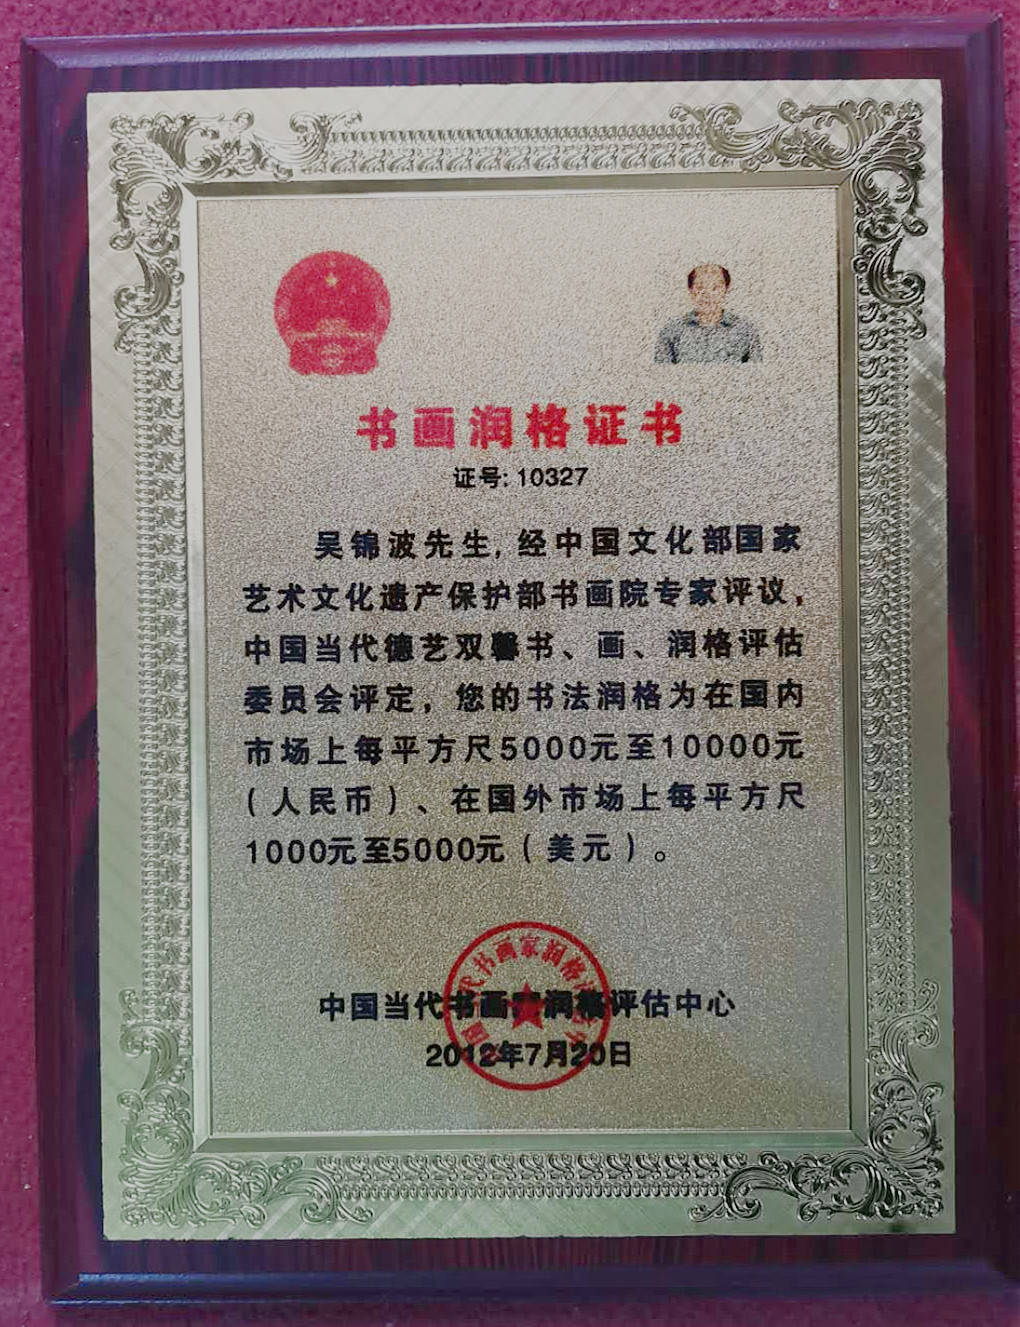 书画润格证书
证号: 10327
吴锦波先生, 经中国文化部国家
艺术文化遗产保护部书画院专家评议,
中国当代德艺双馨书、画、润格评估
委员会评定, 您的书法润格为在国内
市场上每平方尺5000元至10000元
(人民币)、在国外市场上每平方尺
1000元至5000元(美元)。
中国当代书画家润格评估中心
2012年7月20日